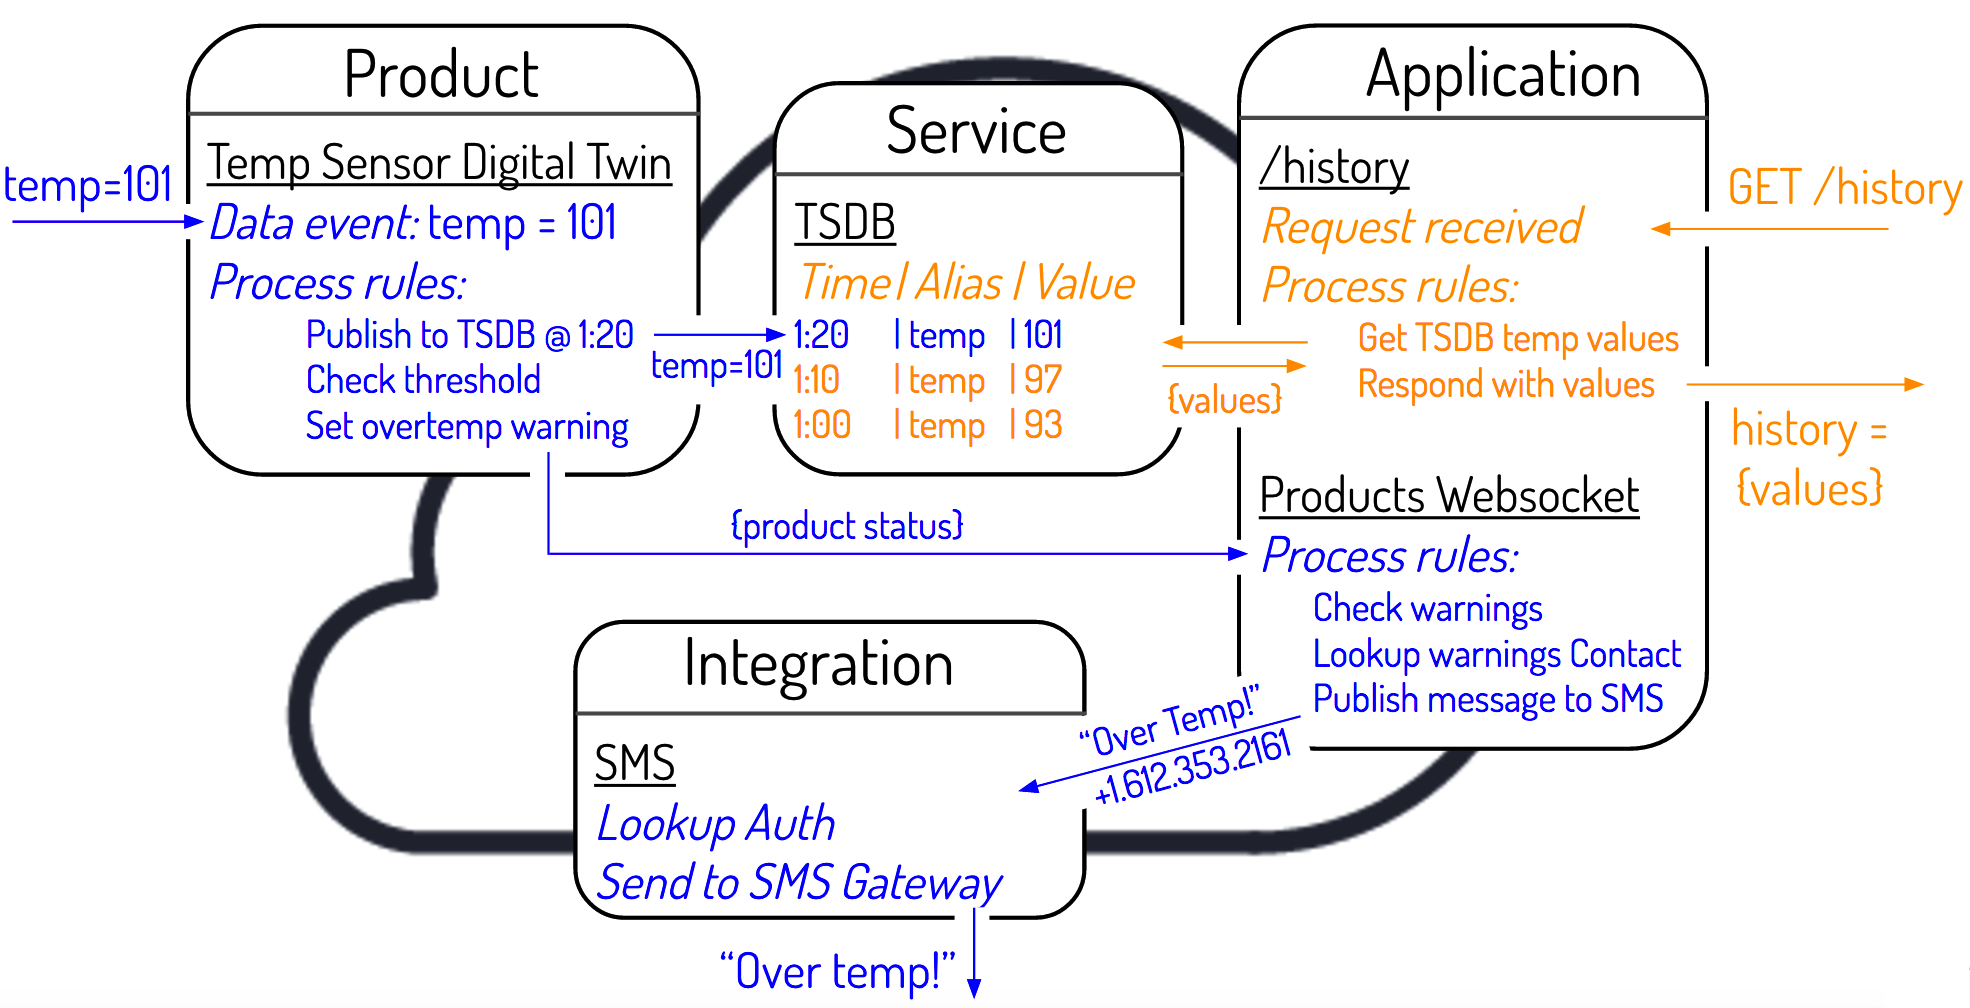 Product
Temp Sensor Digital Twin
temp=101
Data event: temp = 101
Process rules:
Publish to TSDB @ 1:20
temp=101
Check threshold
Set overtemp warning
Service
TSDB
Time | Alias | Value
1:20 | temp | 101
1:10 | temp | 97
1:00 | temp | 93
{values}
Application
/history
GET /history
Request received
Process rules:
Get TSDB temp values
Respond with values
history =
{values}
{product status}
Products Websocket
Process rules:
Check warnings
Lookup warnings Contact
Publish message to SMS
“Over Temp!”
+1.612.353.2161
Integration
SMS
Lookup Auth
Send to SMS Gateway
“Over temp!”